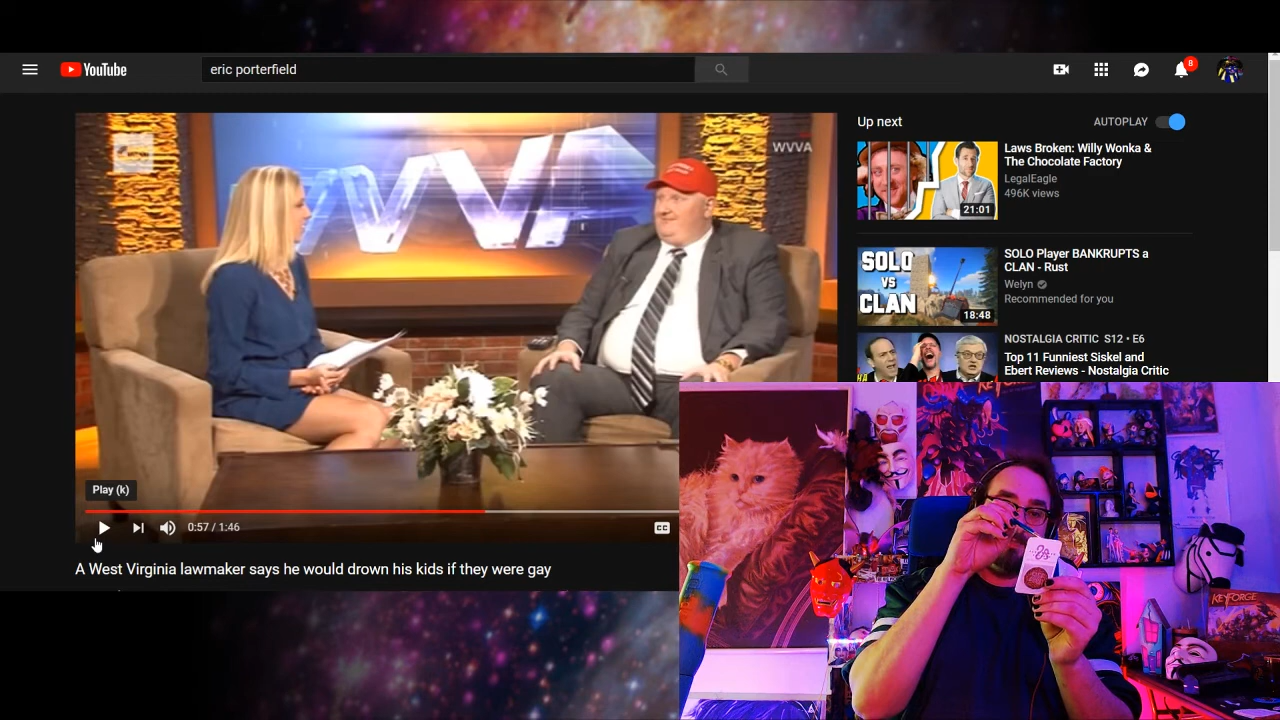 YouTube
eric porterfield
8
WVVA
WVVA
Play (k)
0:57 / 1:46
CC
A West Virginia lawmaker says he would drown his kids if they were gay
Up next
AUTOPLAY
Laws Broken: Willy Wonka &
The Chocolate Factory
LegalEagle
496K views
21:01
SOLO
VS
CLAN
18:48
SOLO Player BANKRUPTS a
CLAN - Rust
Welyn
Recommended for you
NOSTALGIA CRITIC S12 • E6
Top 11 Funniest Siskel and
Ebert Reviews - Nostalgia Critic
KEYFORGE
KEYFORGE